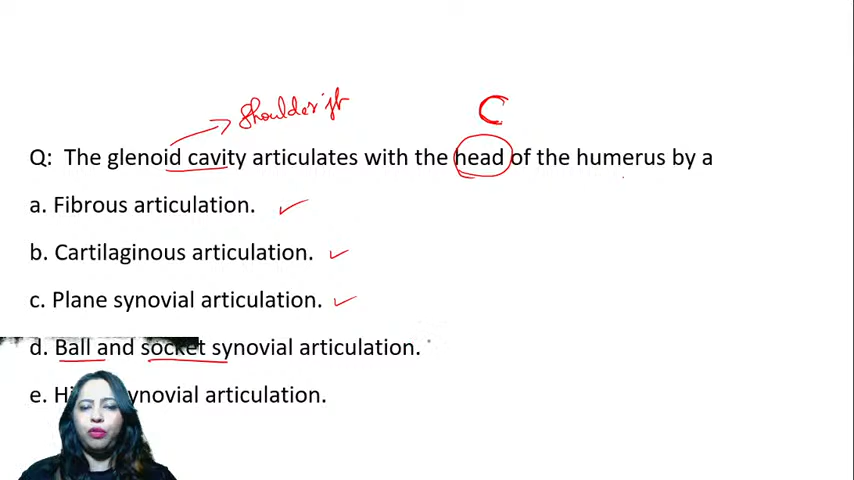 shoulder jt
C
Q: The glenoid cavity articulates with the head of the humerus by a
a. Fibrous articulation.
b. Cartilaginous articulation.
c. Plane synovial articulation.
d. Ball and socket synovial articulation.
e. synovial articulation.